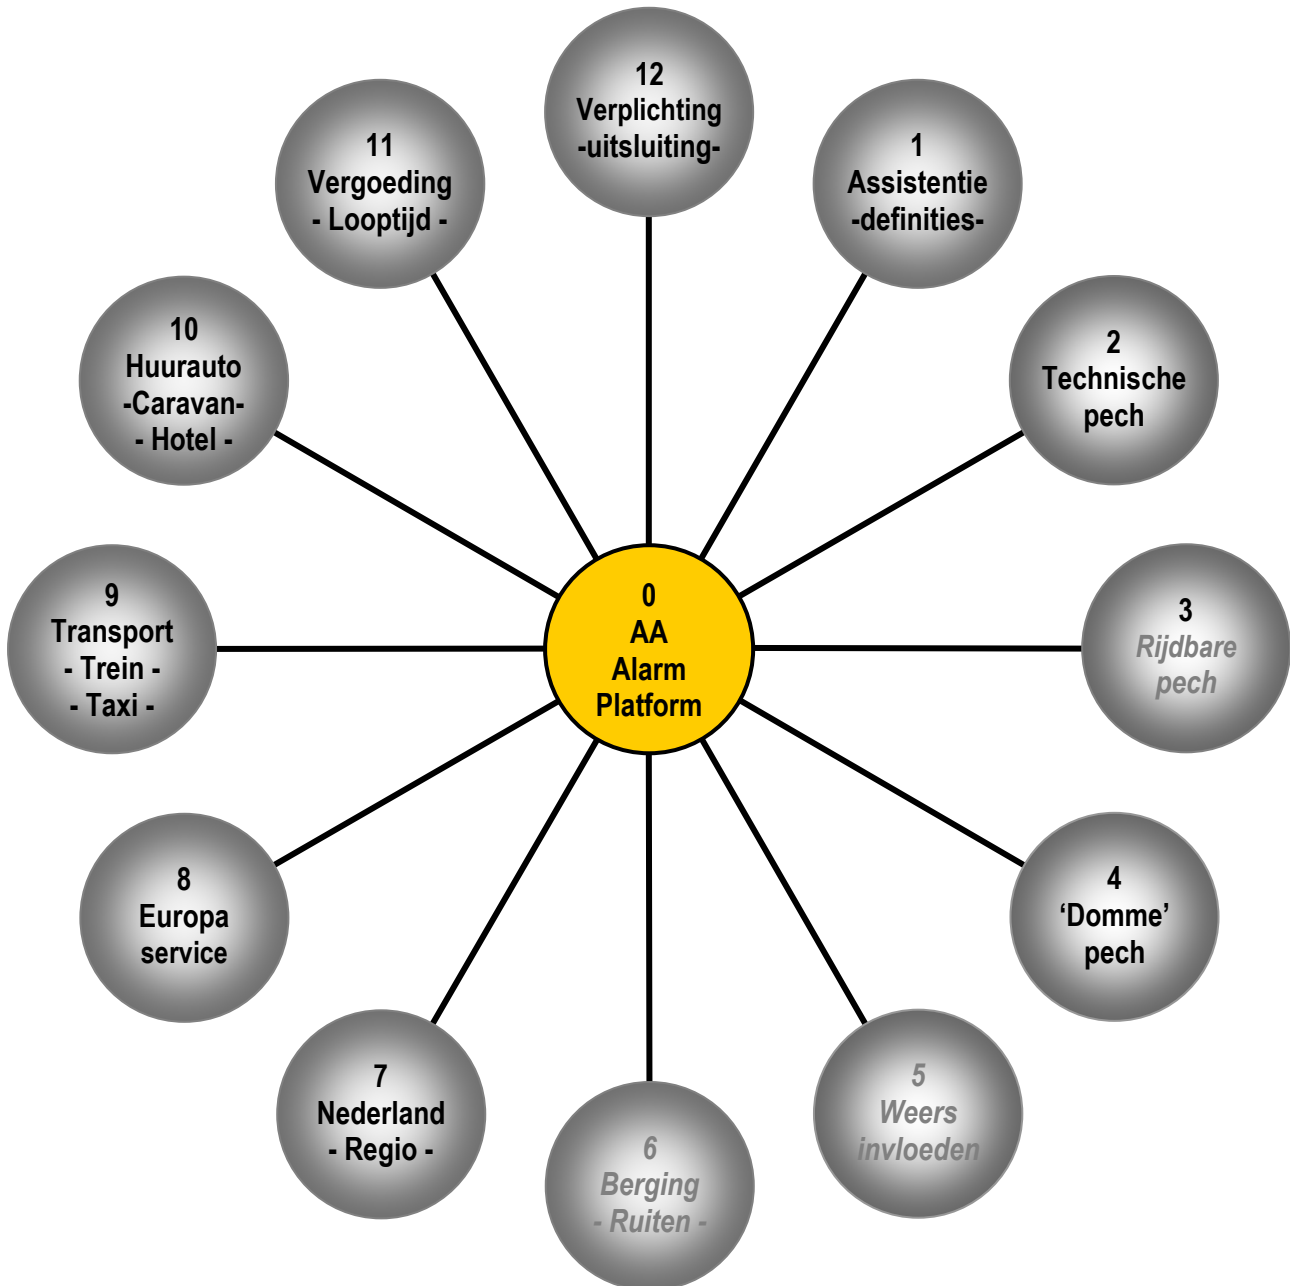 12
Verplichting
-uitsluiting-
1
Assistentie
-definities-
2
Technische
pech
3
Rijdbare
pech
4
‘Domme’
pech
5
Weers
invloeden
6
Berging
- Ruiten -
7
Nederland
- Regio -
8
Europa
service
9
Transport
- Trein -
- Taxi -
10
Huurauto
-Caravan-
- Hotel -
11
Vergoeding
- Looptijd -
0
AA
Alarm
Platform